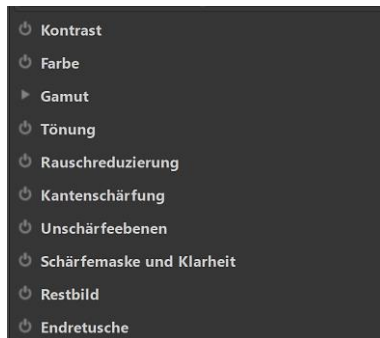 Kontrast
Farbe
Gamut
Tönung
Rauschreduzierung
Kantenschärfung
Unschärfeebenen
Schärfemaske und Klarheit
Restbild
Endretusche